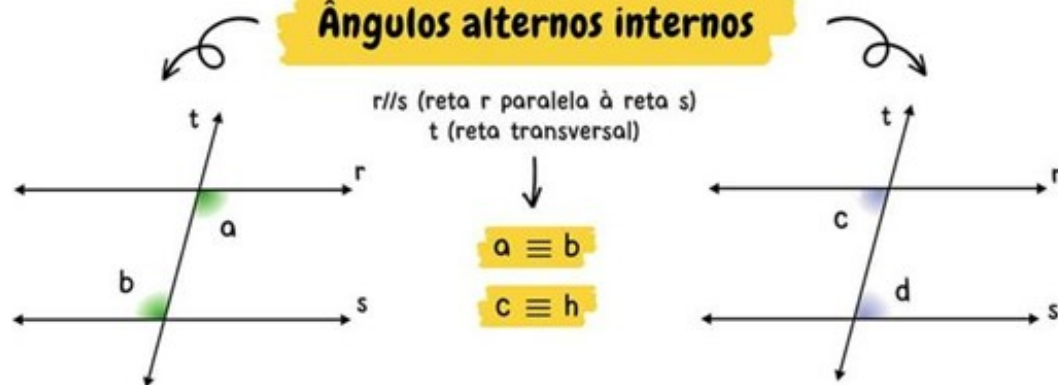 Ângulos alternos internos
r//s (reta r paralela à reta s)
t (reta transversal)
t
r
a
b
s
a ≡ b
c ≡ h
t
r
c
d
s